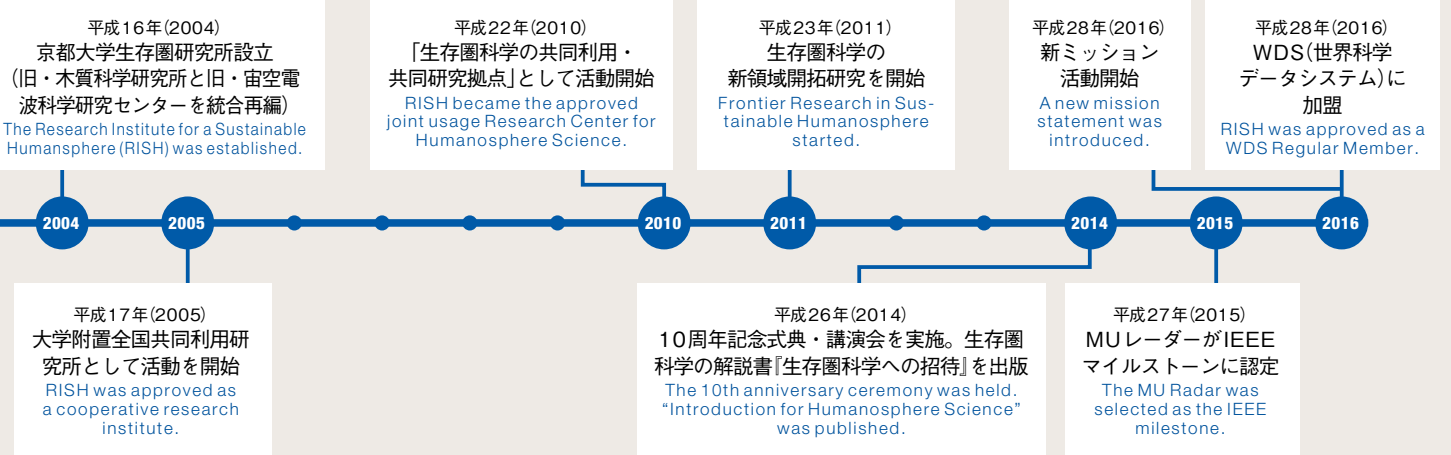 平成16年(2004)
京都大学生存圏研究所設立
(旧・木質科学研究所と旧・宙空電
波科学研究センターを統合再編)
The Research Institute for a Sustainable
Humansphere (RISH) was established.
平成22年(2010)
「生存圏科学の共同利用・
共同研究拠点」として活動開始
RISH became the approved
joint usage Research Center for
Humanosphere Science.
平成23年(2011)
生存圏科学の
新領域開拓研究を開始
Frontier Research in Sus-
tainable Humanosphere
started.
平成28年(2016)
新ミッション
活動開始
A new mission
statement was
introduced.
平成28年(2016)
WDS(世界科学
データシステム)に
加盟
RISH was approved as a
WDS Regular Member.
2004
2005
2010
2011
2014
2015
2016
平成17年(2005)
大学附置全国共同利用研
究所として活動を開始
RISH was approved as
a cooperative research
institute.
平成26年(2014)
10周年記念式典・講演会を実施。生存圏
科学の解説書『生存圏科学への招待』を出版
The 10th anniversary ceremony was held.
“Introduction for Humanosphere Science”
was published.
平成27年(2015)
MUレーダーがIEEE
マイルストーンに認定
The MU Radar was
selected as the IEEE
milestone.